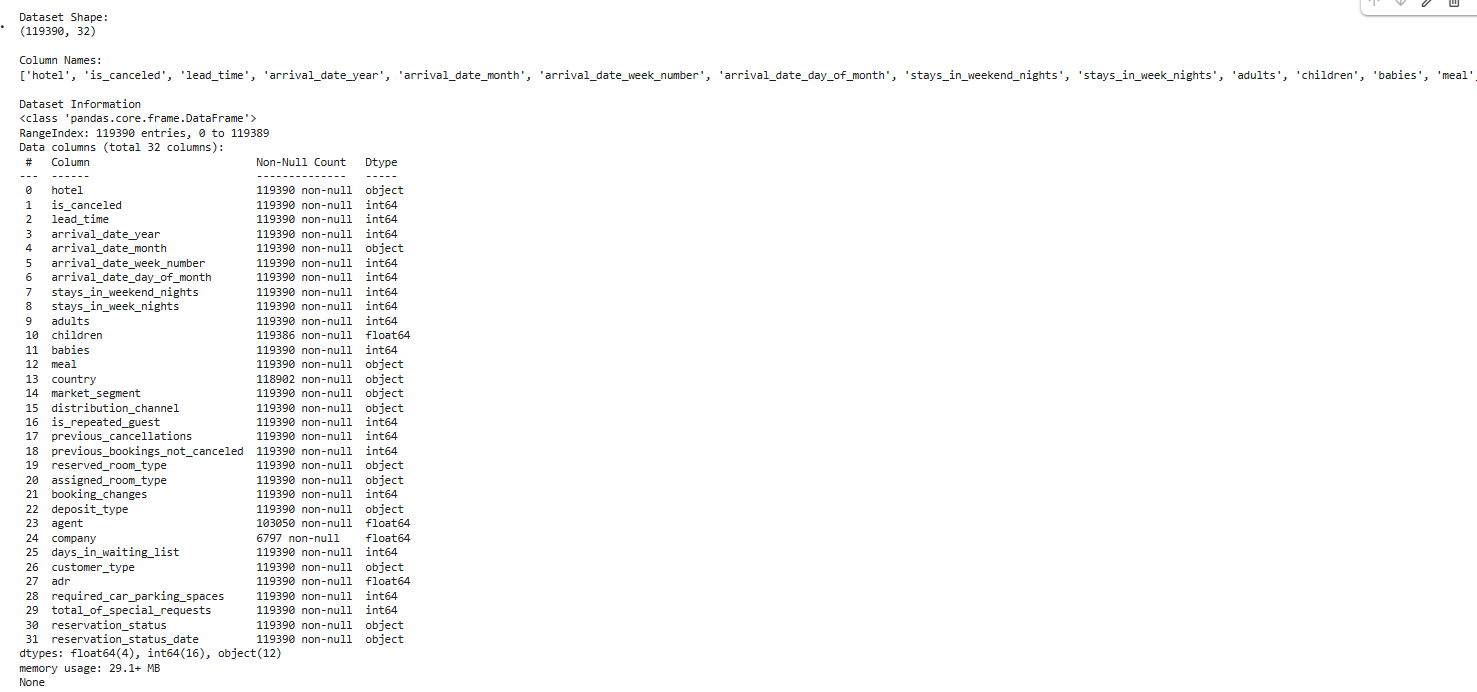 Dataset Shape:
(119390, 32)
Column Names:
['hotel', 'is_canceled', 'lead_time', 'arrival_date_year', 'arrival_date_month', 'arrival_date_week_number', 'arrival_date_day_of_month', 'stays_in_weekend_nights', 'stays_in_week_nights', 'adults', 'children', 'babies', 'meal',
Dataset Information
<class 'pandas.core.frame.DataFrame'>
RangeIndex: 119390 entries, 0 to 119389
Data columns (total 32 columns):
 #   Column                          Non-Null Count   Dtype
---  ------                          --------------   -----
 0   hotel                           119390 non-null  object
 1   is_canceled                     119390 non-null  int64
 2   lead_time                       119390 non-null  int64
 3   arrival_date_year               119390 non-null  int64
 4   arrival_date_month              119390 non-null  object
 5   arrival_date_week_number        119390 non-null  int64
 6   arrival_date_day_of_month       119390 non-null  int64
 7   stays_in_weekend_nights         119390 non-null  int64
 8   stays_in_week_nights            119390 non-null  int64
 9   adults                          119390 non-null  int64
 10  children                        119386 non-null  float64
 11  babies                          119390 non-null  int64
 12  meal                            119390 non-null  object
 13  country                         118902 non-null  object
 14  market_segment                  119390 non-null  object
 15  distribution_channel            119390 non-null  object
 16  is_repeated_guest               119390 non-null  int64
 17  previous_cancellations          119390 non-null  int64
 18  previous_bookings_not_canceled  119390 non-null  int64
 19  reserved_room_type              119390 non-null  object
 20  assigned_room_type              119390 non-null  object
 21  booking_changes                 119390 non-null  int64
 22  deposit_type                    119390 non-null  object
 23  agent                           103050 non-null  float64
 24  company                         6797 non-null    float64
 25  days_in_waiting_list            119390 non-null  int64
 26  customer_type                   119390 non-null  object
 27  adr                             119390 non-null  float64
 28  required_car_parking_spaces     119390 non-null  int64
 29  total_of_special_requests       119390 non-null  int64
 30  reservation_status              119390 non-null  object
 31  reservation_status_date         119390 non-null  object
dtypes: float64(4), int64(16), object(12)
memory usage: 29.1+ MB
None